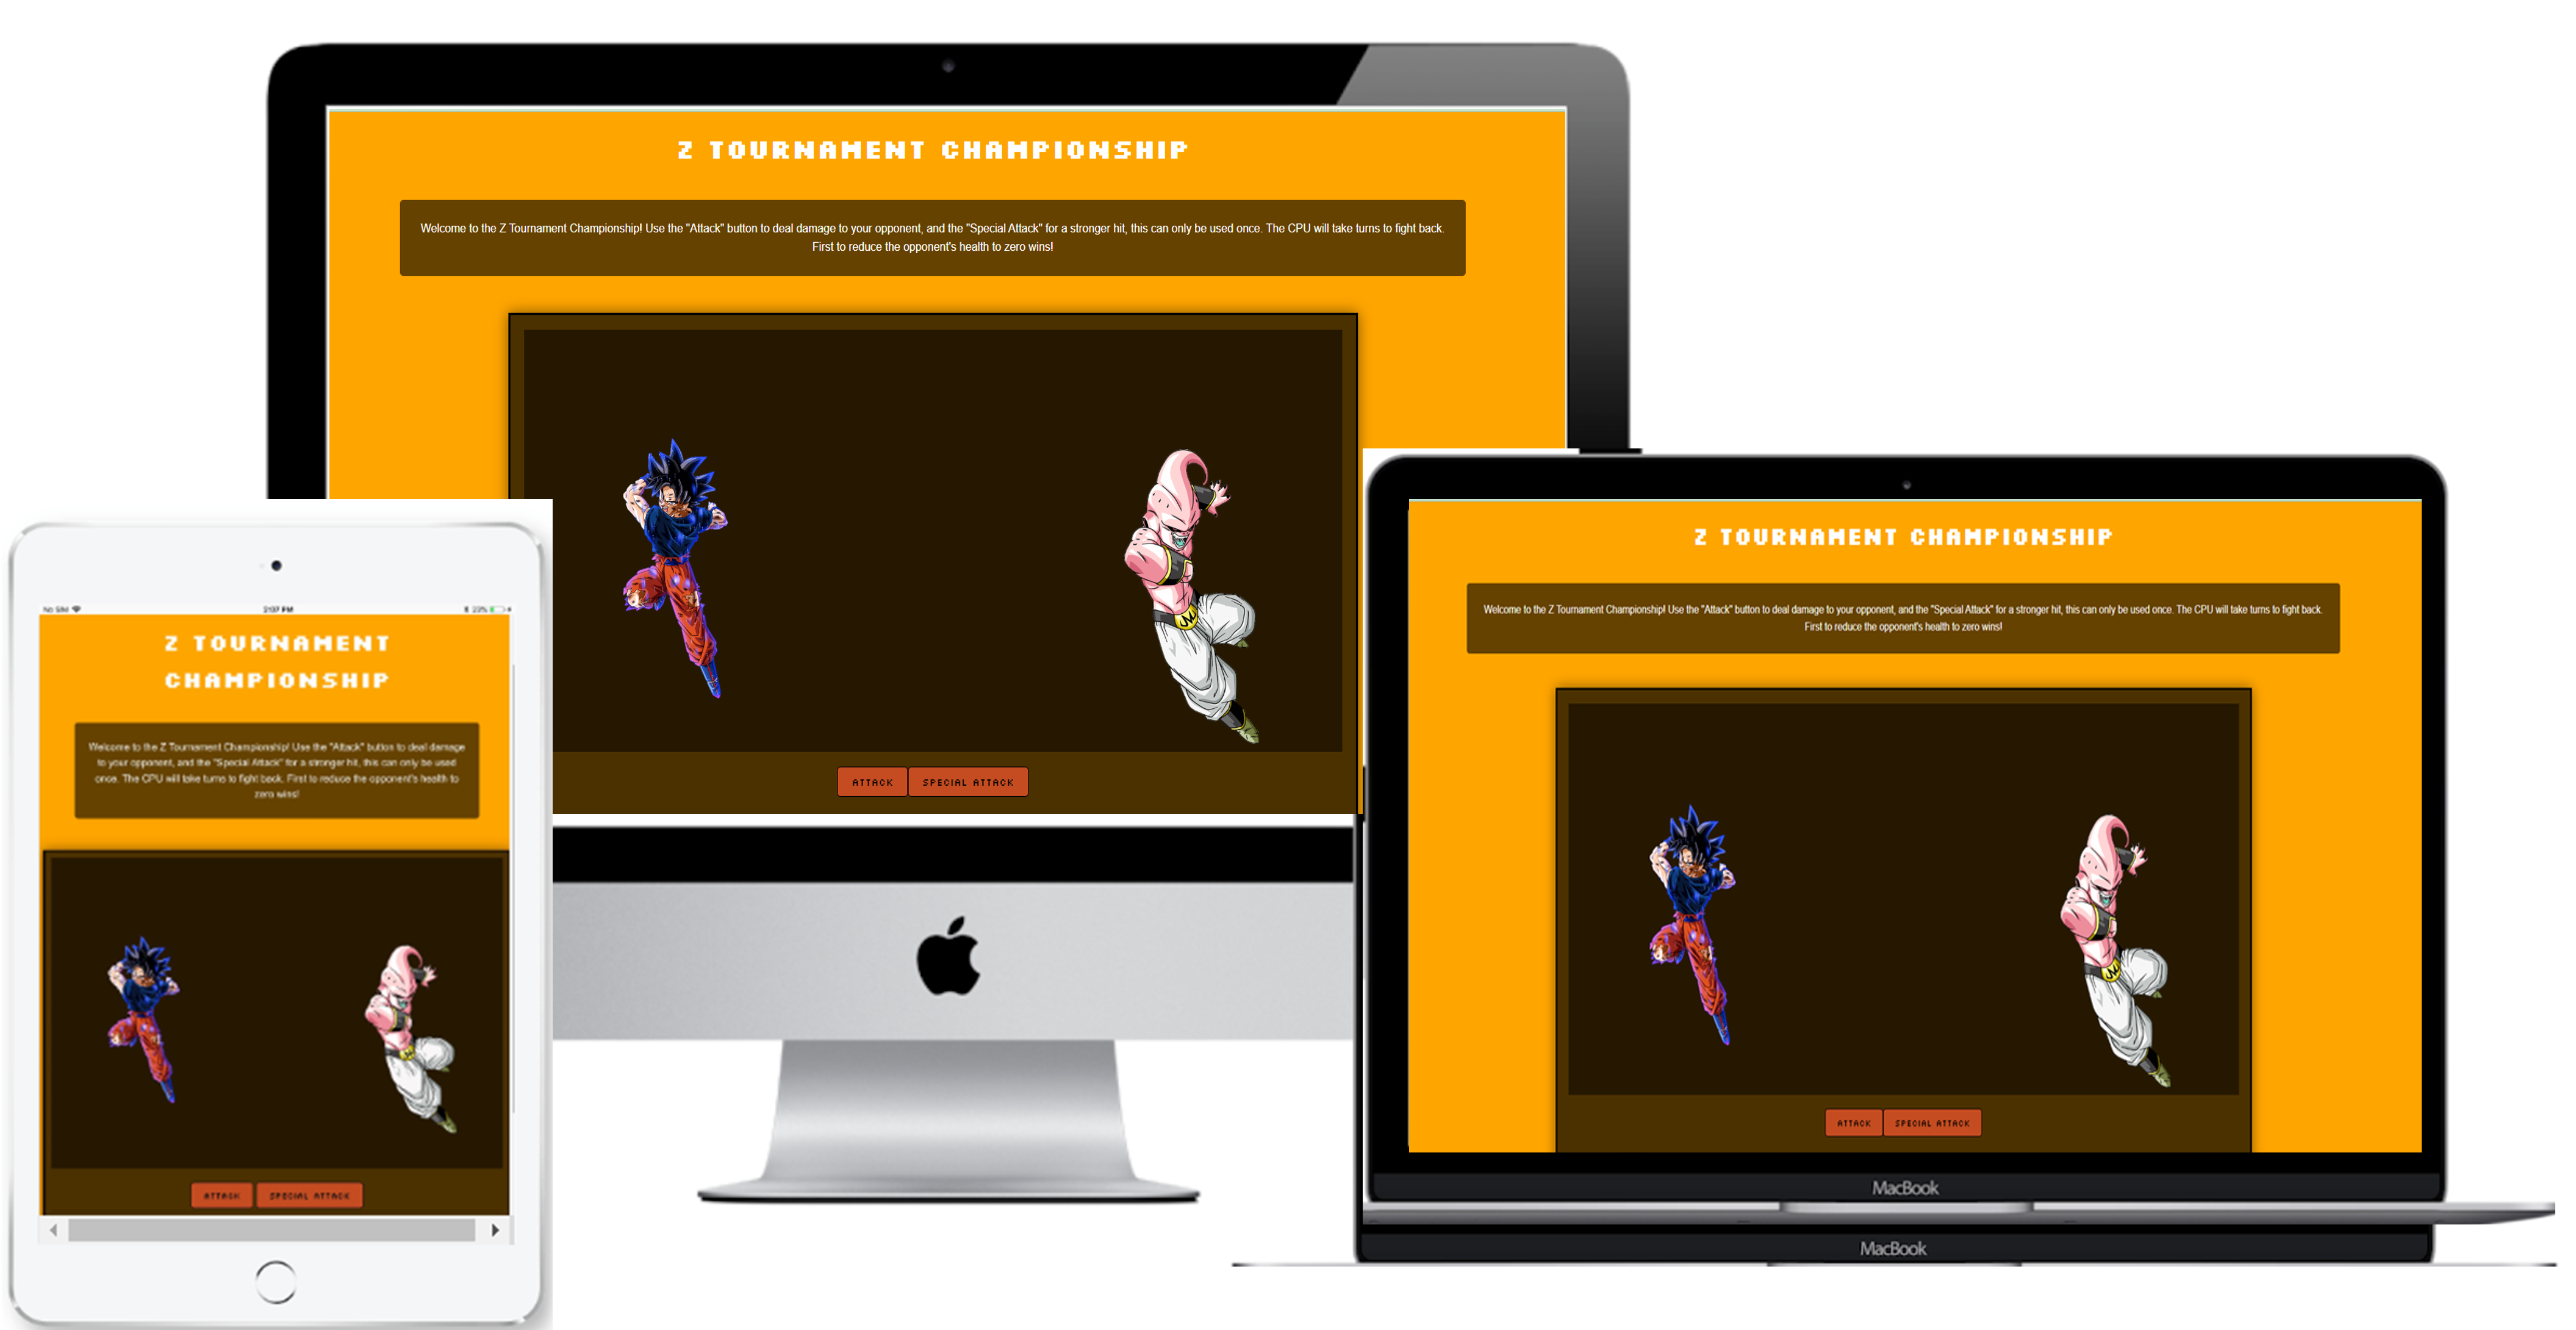 Z TOURNAMENT CHAMPIONSHIP
Welcome to the Z Tournament Championship! Use the "Attack" button to deal damage to your opponent, and the "Special Attack" for a stronger hit, this can only be used once. The CPU will take turns to fight back.
First to reduce the opponent's health to zero wins!
ATTACK
SPECIAL ATTACK
No SIM
2:07 PM
23%
Z TOURNAMENT
CHAMPIONSHIP
Welcome to the Z Tournament Championship! Use the "Attack" button to deal damage
to your opponent, and the "Special Attack" for a stronger hit, this can only be used
once. The CPU will take turns to fight back. First to reduce the opponent's health to
zero wins!
ATTACK
SPECIAL ATTACK
Z TOURNAMENT CHAMPIONSHIP
Welcome to the Z Tournament Championship! Use the "Attack" button to deal damage to your opponent, and the "Special Attack" for a stronger hit, this can only be used once. The CPU will take turns to fight back.
First to reduce the opponent's health to zero wins!
ATTACK
SPECIAL ATTACK
MacBook
MacBook